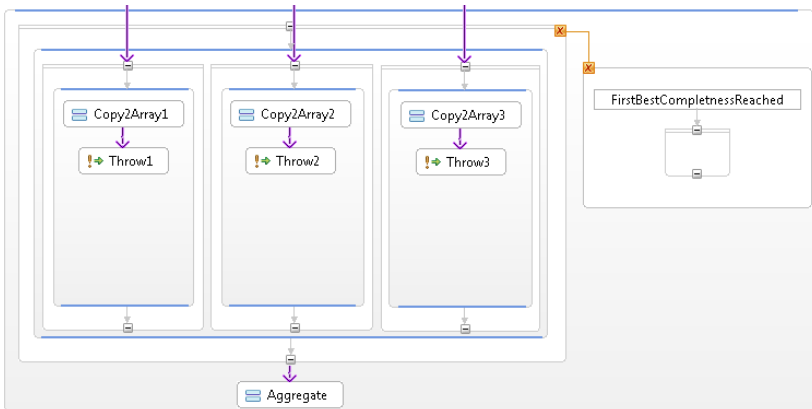 FirstBestCompletnessReached
Copy2Array1
Copy2Array2
Copy2Array3
Throw1
Throw2
Throw3
Aggregate